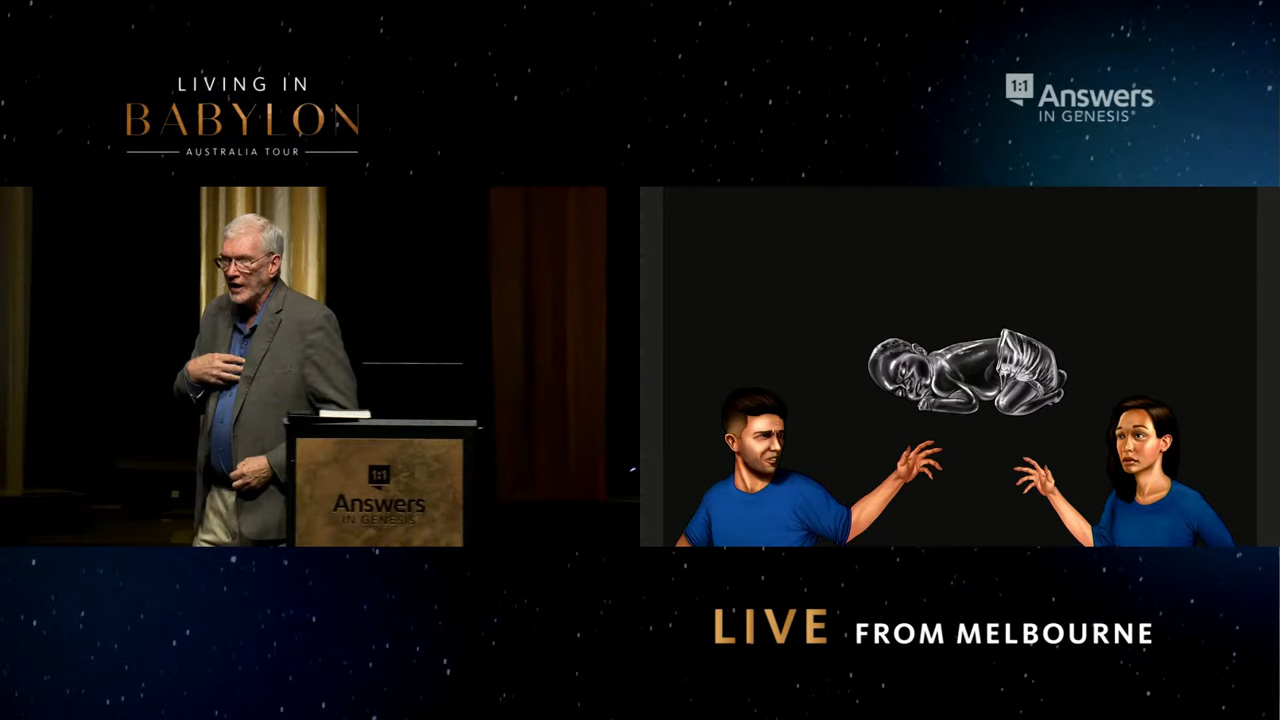 LIVING IN
BABYLON
AUSTRALIA TOUR
1:1
Answers
IN GENESIS®
1:1
Answers
IN GENESIS
LIVE FROM MELBOURNE